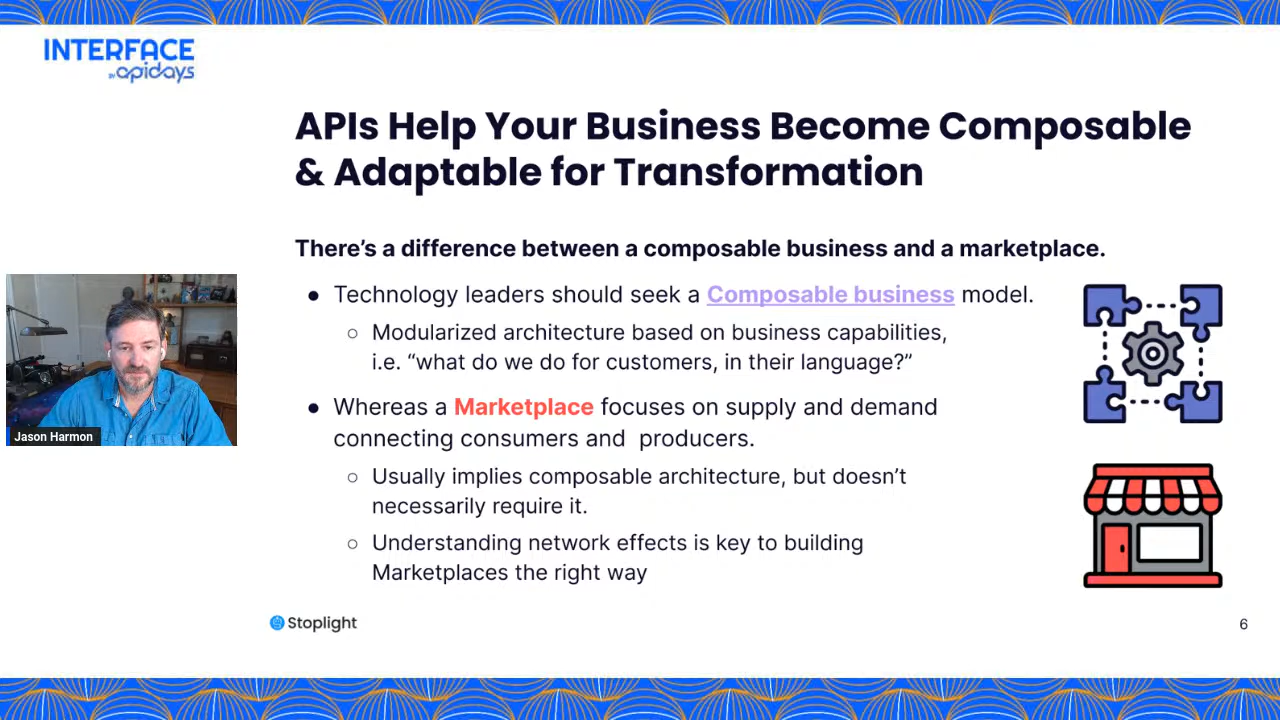 INTERFACE
BY apidays
APIs Help Your Business Become Composable
& Adaptable for Transformation
There's a difference between a composable business and a marketplace.
● Technology leaders should seek a Composable business model.
○ Modularized architecture based on business capabilities,
i.e. “what do we do for customers, in their language?”
● Whereas a Marketplace focuses on supply and demand
connecting consumers and  producers.
○ Usually implies composable architecture, but doesn't
necessarily require it.
○ Understanding network effects is key to building
Marketplaces the right way
Jason Harmon
Stoplight
6